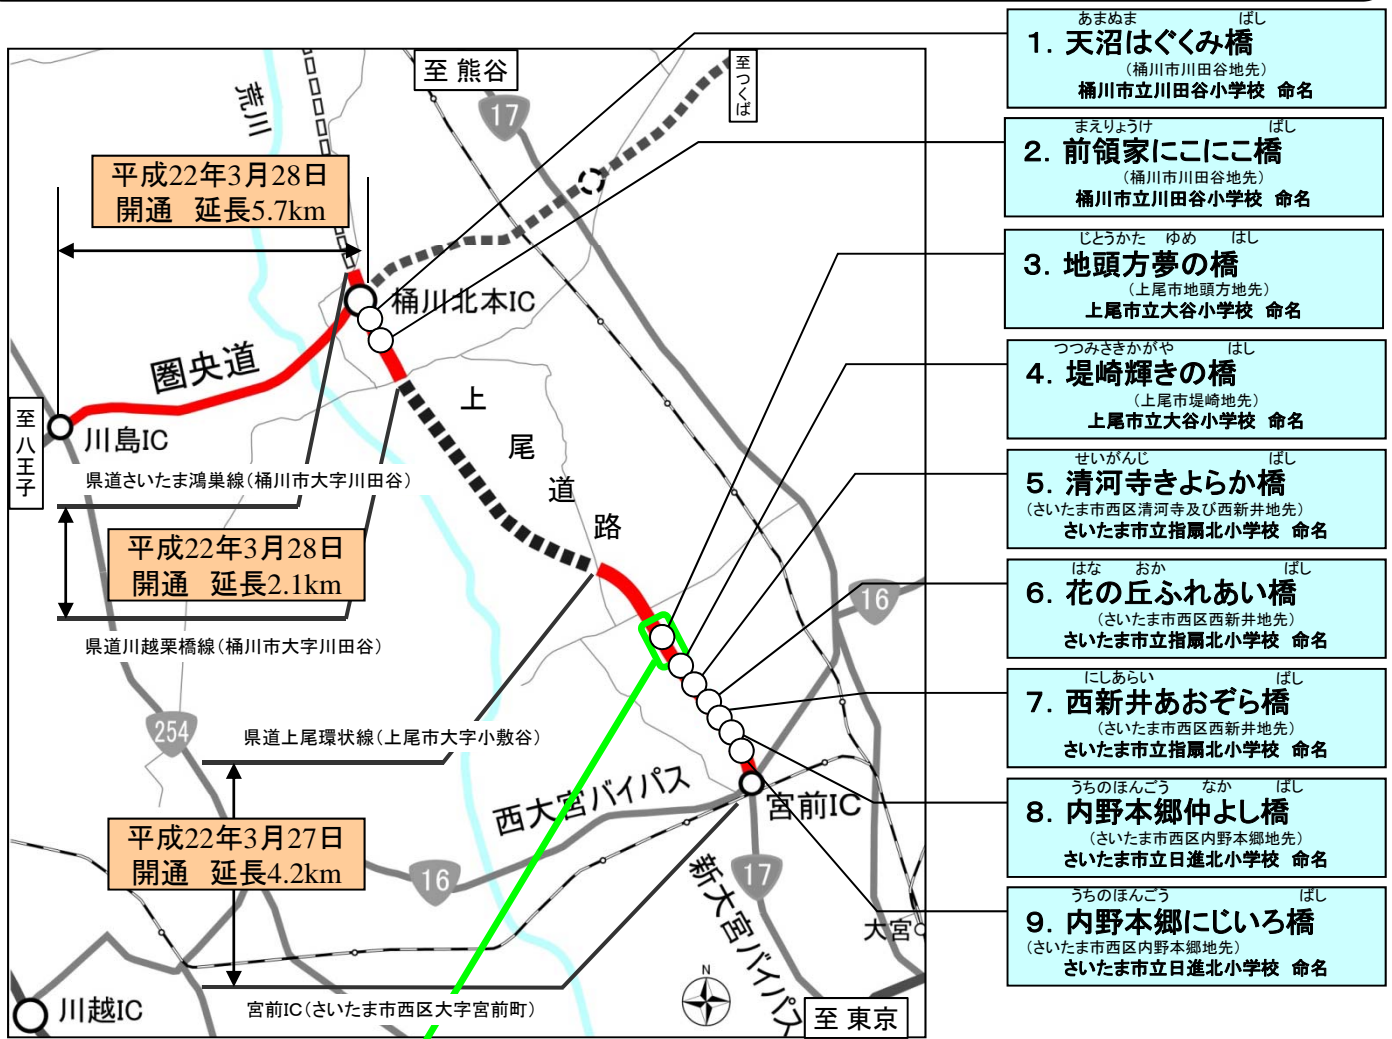 至 熊谷
至つくば
荒川
17
平成22年3月28日
開通 延長5.7km
桶川北本IC
圏央道
至八王子
川島IC
上尾道路
県道さいたま鴻巣線(桶川市大字川田谷)
平成22年3月28日
開通 延長2.1km
県道川越栗橋線(桶川市大字川田谷)
16
254
県道上尾環状線(上尾市大字小敷谷)
西大宮バイパス
宮前IC
平成22年3月27日
開通 延長4.2km
16
17
新大宮バイパス
大宮
N
宮前IC(さいたま市西区大字宮前町)
川越IC
至 東京
あまぬま ばし
1. 天沼はぐくみ橋
(桶川市川田谷地先)
桶川市立川田谷小学校 命名
まえりょうけ ばし
2. 前領家にこにこ橋
(桶川市川田谷地先)
桶川市立川田谷小学校 命名
じとうかた ゆめ はし
3. 地頭方夢の橋
(上尾市地頭方地先)
上尾市立大谷小学校 命名
つつみさきかがや はし
4. 堤崎輝きの橋
(上尾市堤崎地先)
上尾市立大谷小学校 命名
せいがんじ ばし
5. 清河寺きよらか橋
(さいたま市西区清河寺及び西新井地先)
さいたま市立指扇北小学校 命名
はな おか ばし
6. 花の丘ふれあい橋
(さいたま市西区西新井地先)
さいたま市立指扇北小学校 命名
にしあらい ばし
7. 西新井あおぞら橋
(さいたま市西区西新井地先)
さいたま市立指扇北小学校 命名
うちのほんごう なか ばし
8. 内野本郷仲よし橋
(さいたま市西区内野本郷地先)
さいたま市立日進北小学校 命名
うちのほんごう ばし
9. 内野本郷にじいろ橋
(さいたま市西区内野本郷地先)
さいたま市立日進北小学校 命名